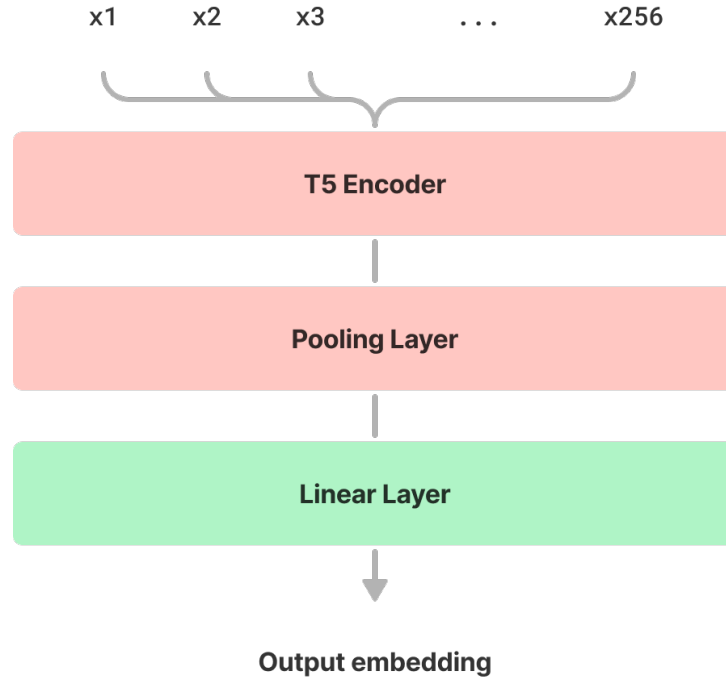 x1 x2 x3 ... x256
T5 Encoder
Pooling Layer
Linear Layer
Output embedding